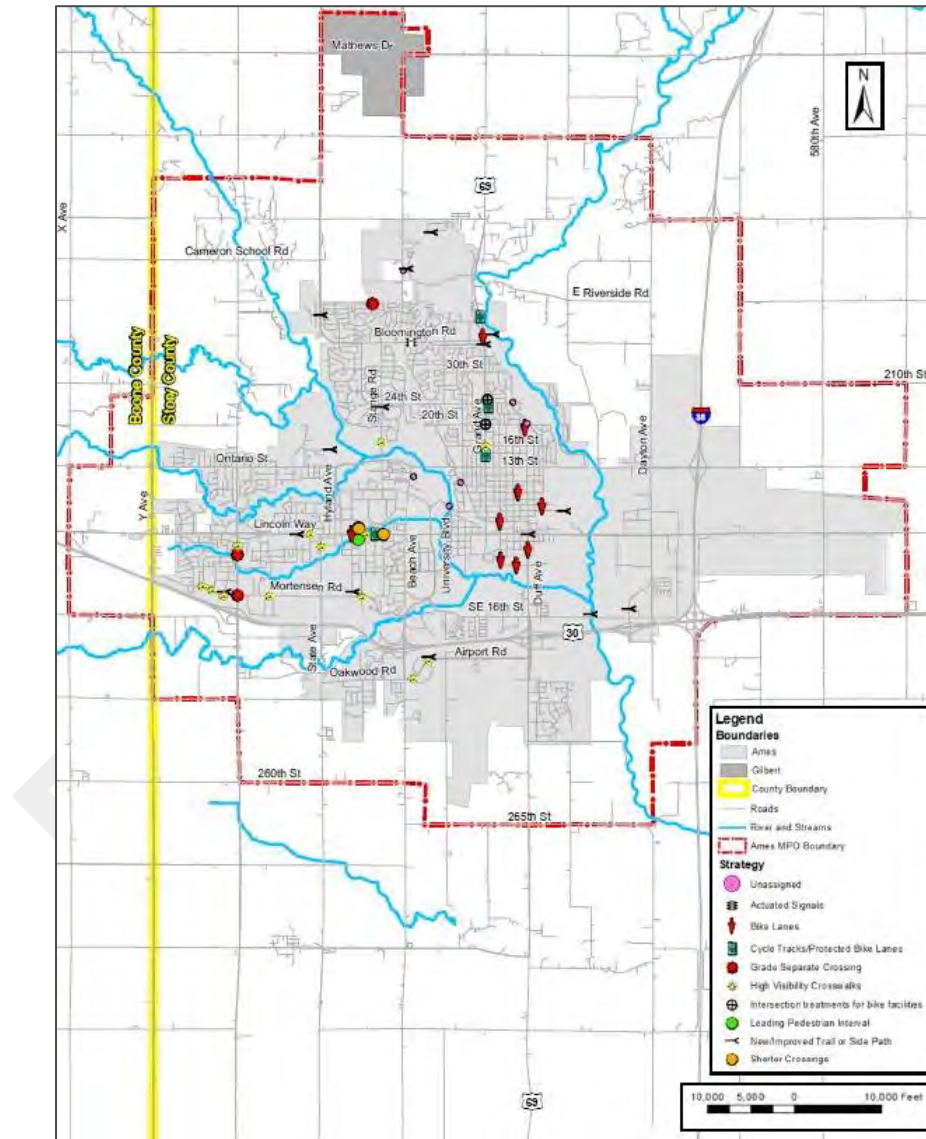 Mathews Dr
N
580th Ave
69
X Ave
Cameron School Rd
E Riverside Rd
Bloomington Rd
30th St
210th St
Boone County
Story County
Stange Rd
24th St
20th St
Grand Ave
16th St
13th St
Dayton Ave
Ontario St
Hyland Ave
Y Ave
Lincoln Way
Beach Ave
University Blvd
Duff Ave
Mortensen Rd
SE 16th St
30
State Ave
Airport Rd
Oakwood Rd
260th St
265th St
69
Legend
Boundaries
Ames
Gilbert
County Boundary
Roads
River and Streams
Ames MPO Boundary
Strategy
Unassigned
Actuated Signals
Bike Lanes
Cycle Tracks/Protected Bike Lanes
Grade Separate Crossing
High Visibility Crosswalks
Intersection treatments for bike facilities
Leading Pedestrian Interval
New/Improved Trail or Side Path
Shorter Crossings
10,000 5,000 0 10,000 Feet